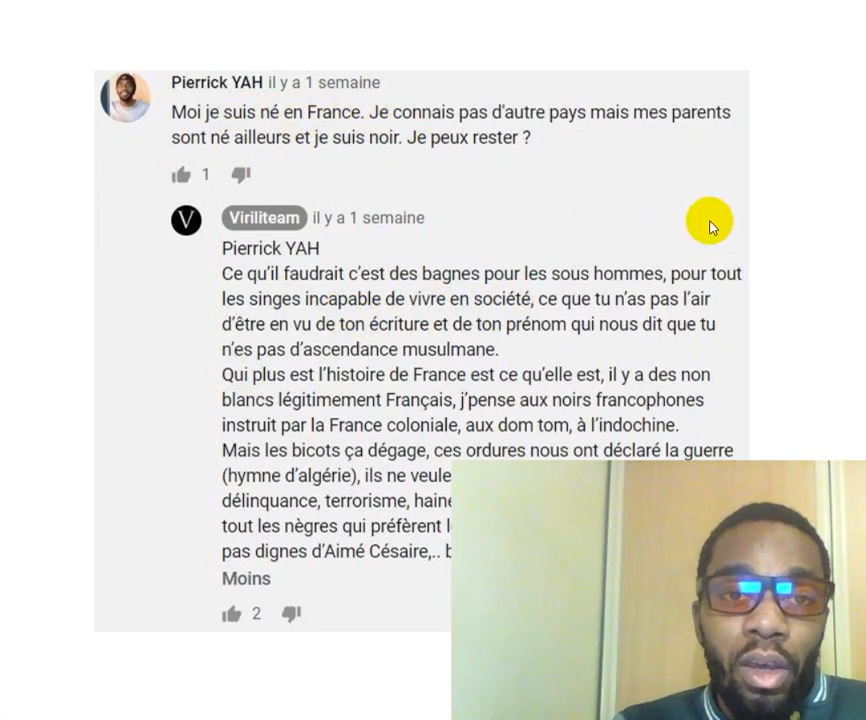 Pierrick YAH il y a 1 semaine
Moi je suis né en France. Je connais pas d'autre pays mais mes parents
sont né ailleurs et je suis noir. Je peux rester ?
1
V
Viriliteam il y a 1 semaine
Pierrick YAH
Ce qu'il faudrait c'est des bagnes pour les sous hommes, pour tout
les singes incapable de vivre en société, ce que tu n'as pas l'air
d'être en vu de ton écriture et de ton prénom qui nous dit que tu
n'es pas d'ascendance musulmane.
Qui plus est l'histoire de France est ce qu'elle est, il y a des non
blancs légitimement Français, j'pense aux noirs francophones
instruit par la France coloniale, aux dom tom, à l'indochine.
Mais les bicots ça dégage, ces ordures nous ont déclaré la guerre
(hymne d'algérie), ils ne
délinquance, terrorisme,
tout les nègres qui préfèrent
pas dignes d'Aimé Césaire,..
Moins
2